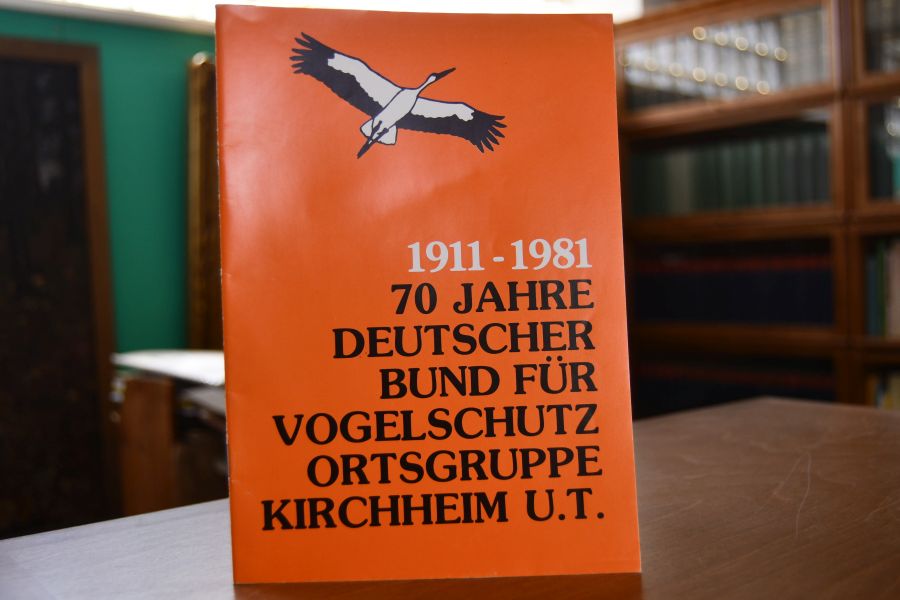 1911 - 1981
70 JAHRE
DEUTSCHER
BUND FÜR
VOGELSCHUTZ
ORTSGRUPPE
KIRCHHEIM U.T.